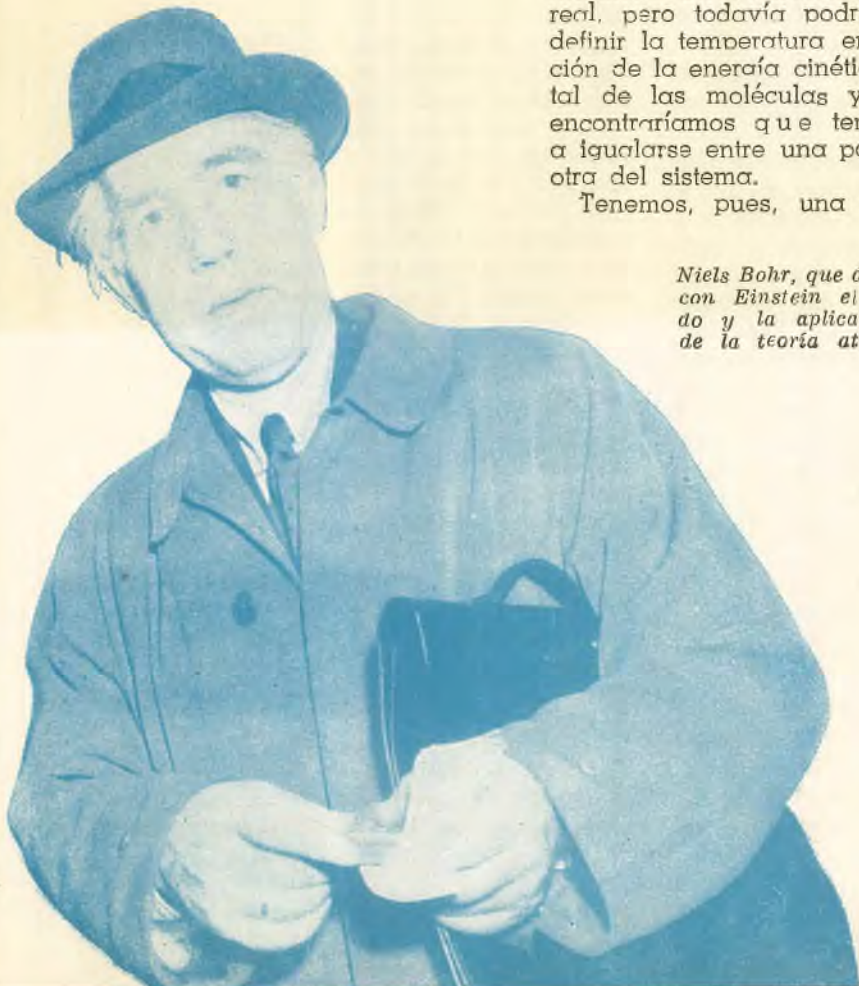 real, pero todavía podr
definir la temperatura en
ción de la energía cinéti
tal de las moléculas y
encontraríamos que ten
a igualarse entre una pa
otra del sistema.
Tenemos, pues, una
Niels Bohr, que c
con Einstein el
do y la aplica
de la teoría at